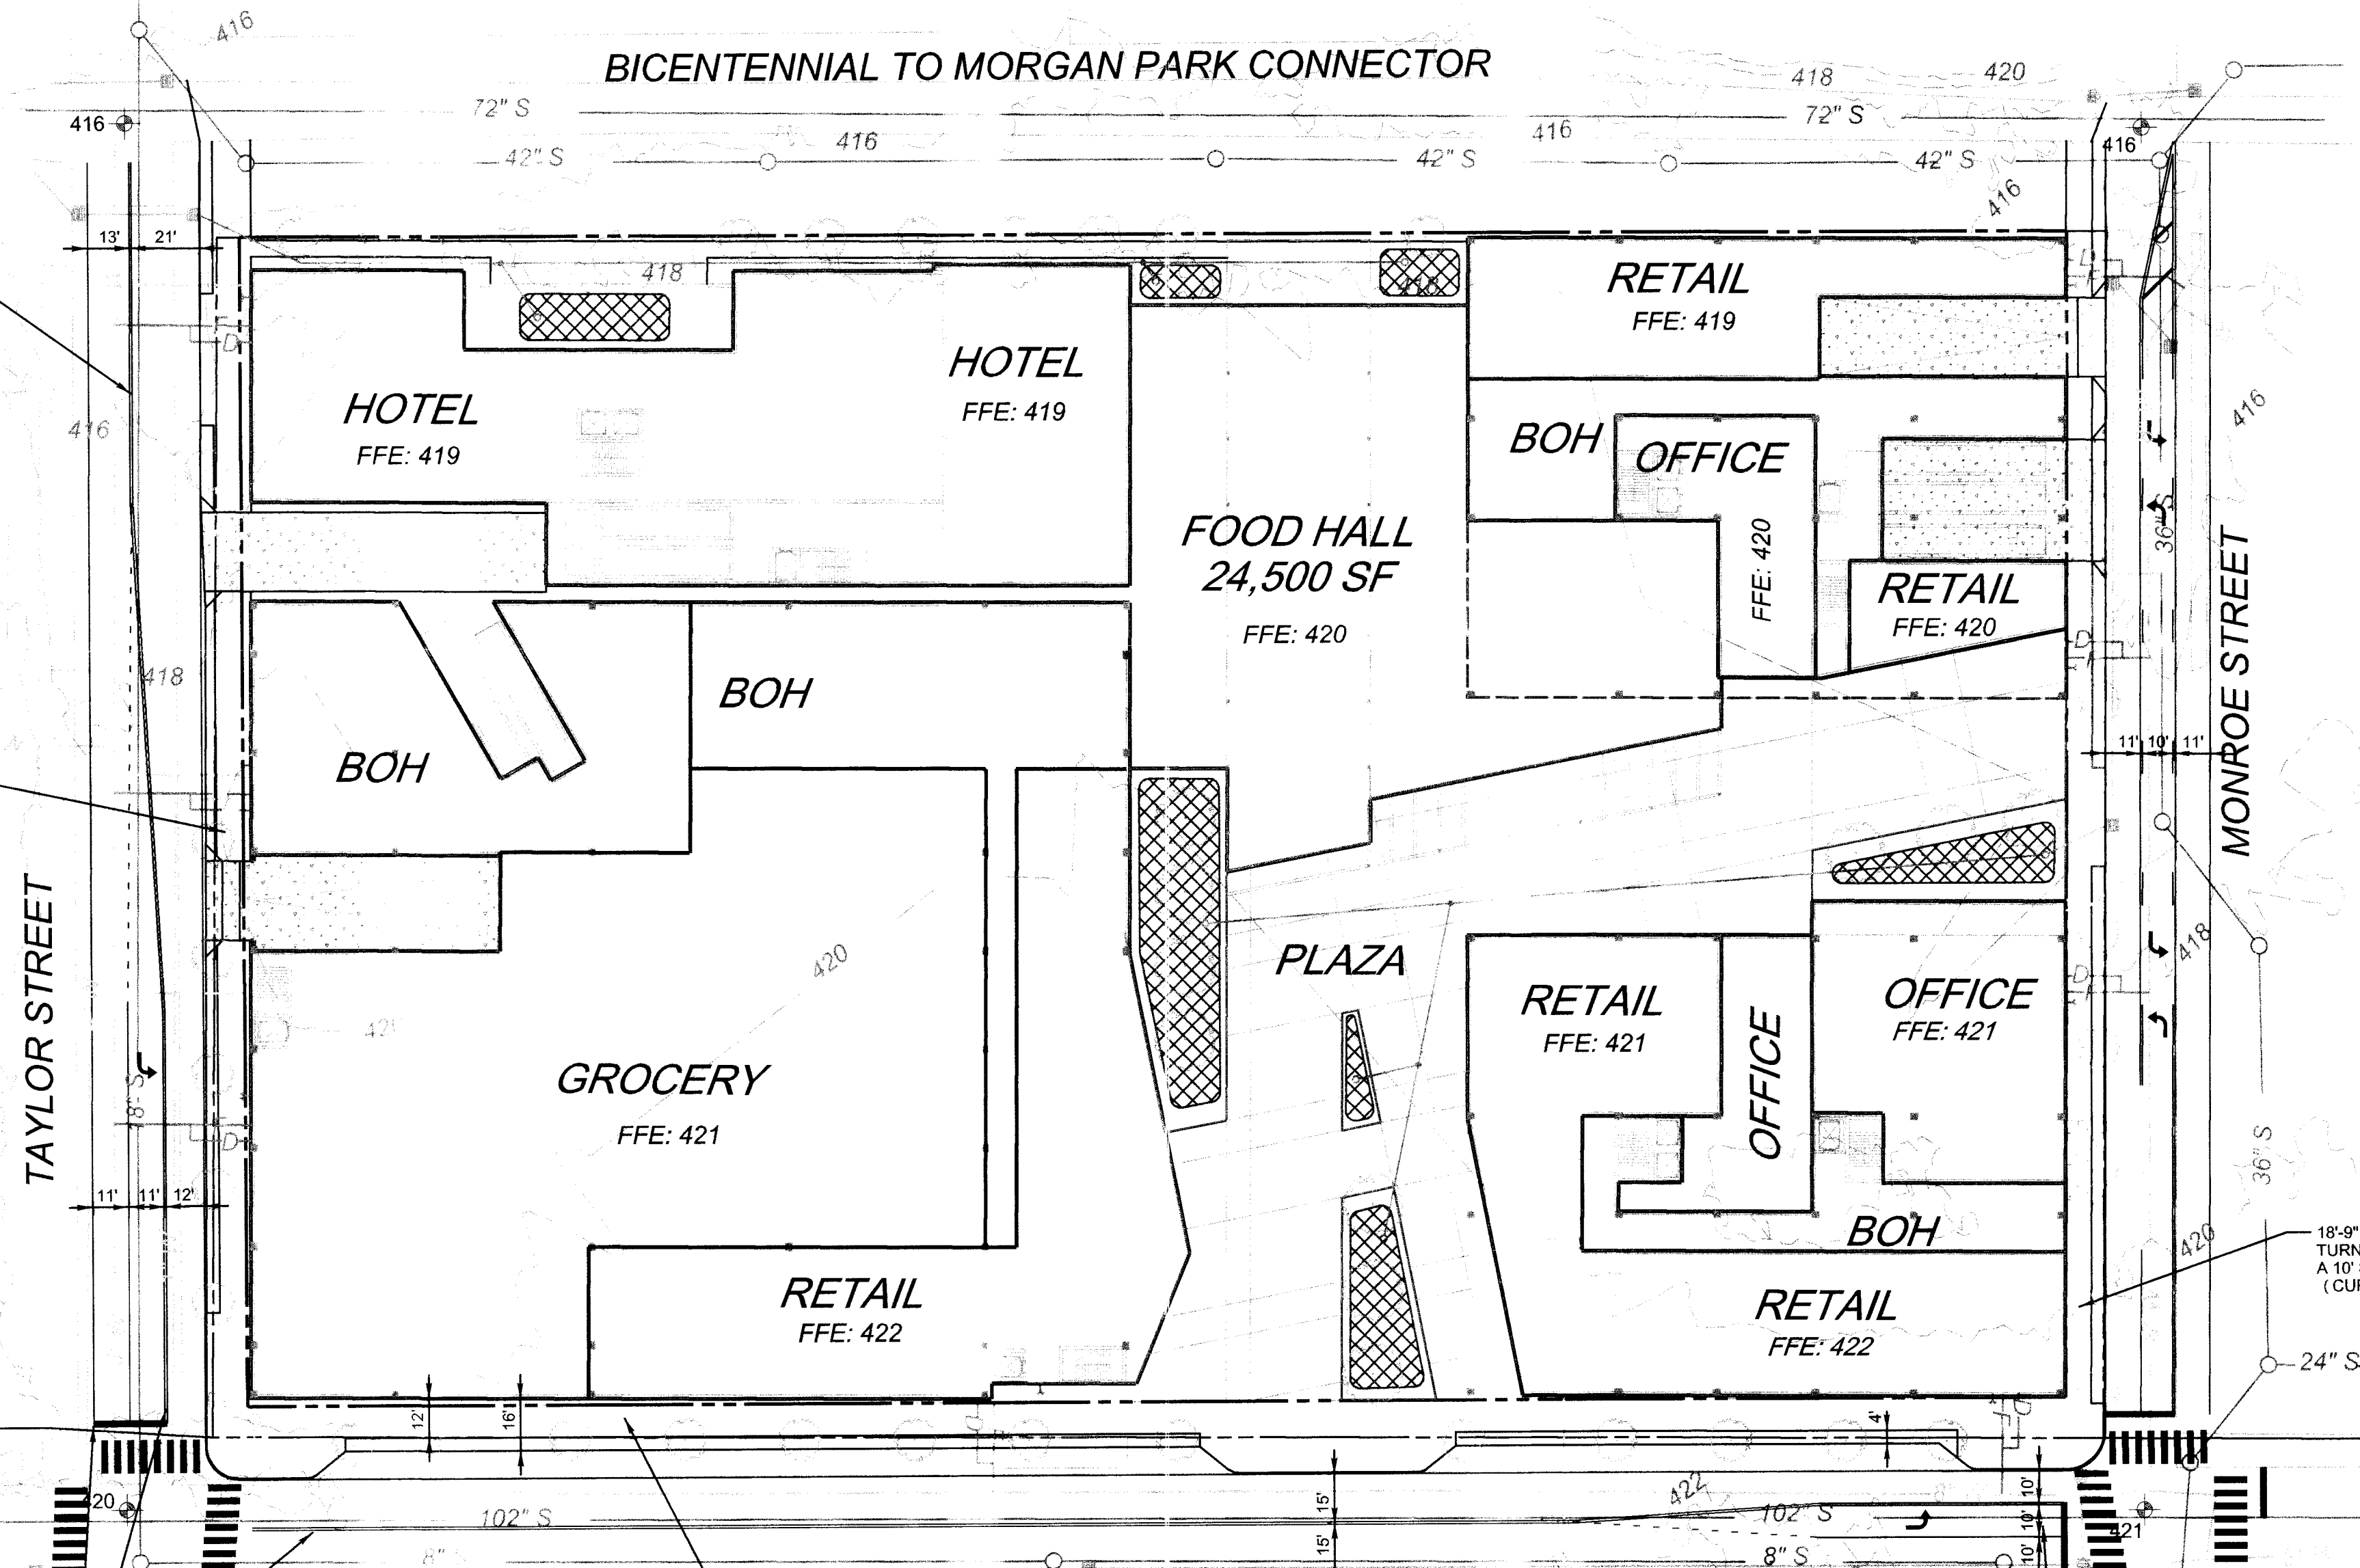 416
BICENTENNIAL TO MORGAN PARK CONNECTOR
418
420
72" S
72" S
416
416
416
416
42" S
42" S
42" S
416
13'
21'
418
418
RETAIL
FFE: 419
HOTEL
FFE: 419
HOTEL
FFE: 419
D
416
416
BOH
OFFICE
FFE: 420
36" S
FOOD HALL
24,500 SF
FFE: 420
RETAIL
FFE: 420
D
MONROE STREET
418
BOH
BOH
11'
10'
11'
TAYLOR STREET
420
PLAZA
RETAIL
FFE: 421
OFFICE
OFFICE
FFE: 421
D
418
GROCERY
FFE: 421
8" S
D
36" S
11'
11'
12'
BOH
RETAIL
FFE: 422
RETAIL
FFE: 422
420
18'-9"
TURN
A 10'
24" S
12'
16'
4'
420
102" S
15'
15'
422
102" S
10'
10'
10'
421
8" S
8" S